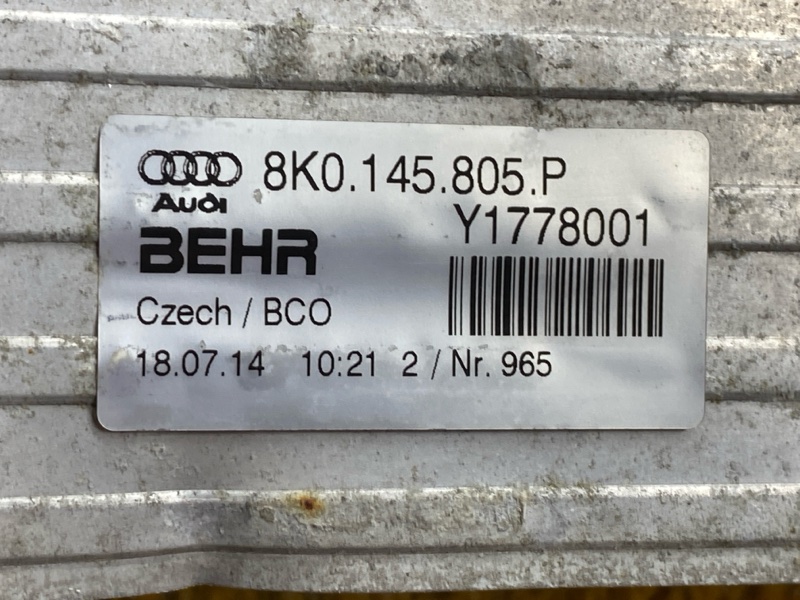 8K0.145.805.P
Audi
Y1778001
BEHR
Czech / BCO
18.07.14 10:21 2 / Nr. 965